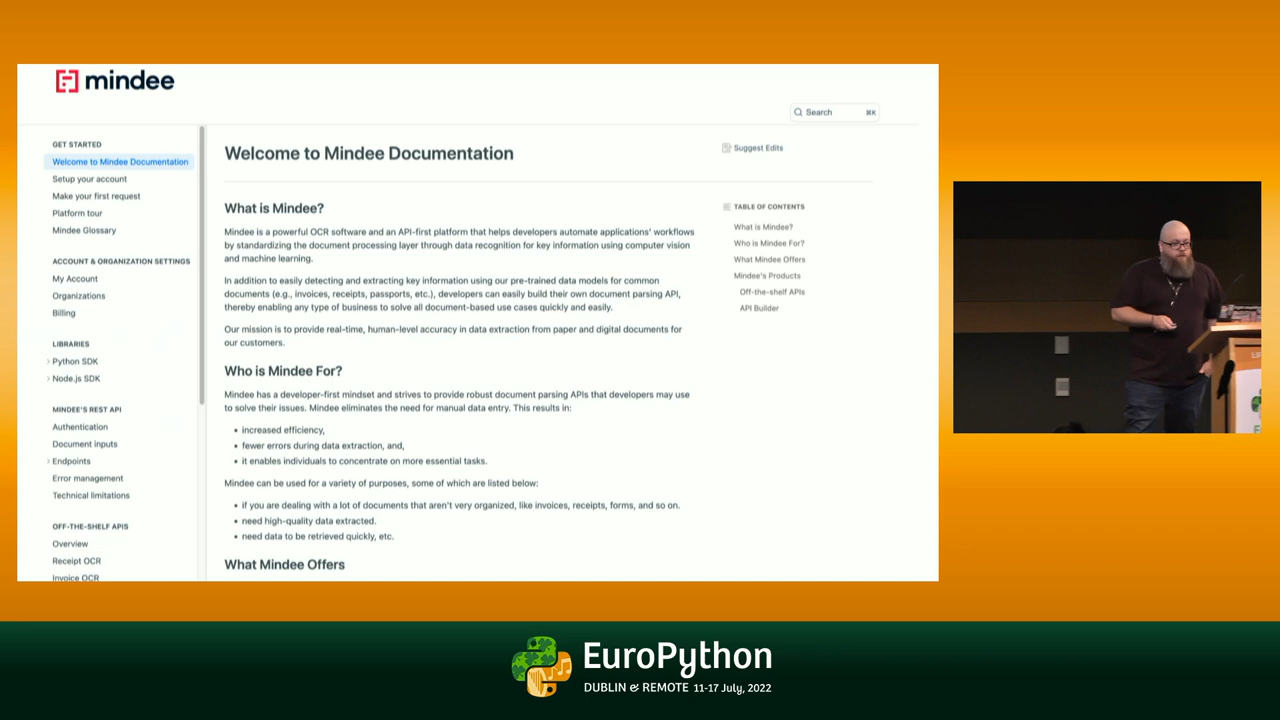 mindee
Search ⌘K
GET STARTED
Welcome to Mindee Documentation
Setup your account
Make your first request
Platform tour
Mindee Glossary
ACCOUNT & ORGANIZATION SETTINGS
My Account
Organizations
Billing
LIBRARIES
Python SDK
Node.js SDK
MINDEE'S REST API
Authentication
Document inputs
Endpoints
Error management
Technical limitations
OFF-THE-SHELF APIS
Overview
Receipt OCR
Invoice OCR
Welcome to Mindee Documentation
What is Mindee?
Mindee is a powerful OCR software and an API-first platform that helps developers automate applications' workflows
by standardizing the document processing layer through data recognition for key information using computer vision
and machine learning.
In addition to easily detecting and extracting key information using our pre-trained data models for common
documents (e.g., invoices, receipts, passports, etc.), developers can easily build their own document parsing API,
thereby enabling any type of business to solve all document-based use cases quickly and easily.
Our mission is to provide real-time, human-level accuracy in data extraction from paper and digital documents for
our customers.
Who is Mindee For?
Mindee has a developer-first mindset and strives to provide robust document parsing APIs that developers may use
to solve their issues. Mindee eliminates the need for manual data entry. This results in:
• increased efficiency,
• fewer errors during data extraction, and,
• it enables individuals to concentrate on more essential tasks.
Mindee can be used for a variety of purposes, some of which are listed below:
• if you are dealing with a lot of documents that aren't very organized, like invoices, receipts, forms, and so on.
• need high-quality data extracted.
• need data to be retrieved quickly, etc.
What Mindee Offers
Suggest Edits
TABLE OF CONTENTS
What is Mindee?
Who is Mindee For?
What Mindee Offers
Mindee's Products
Off-the-shelf APIs
API Builder
EuroPython
DUBLIN & REMOTE 11-17 July, 2022